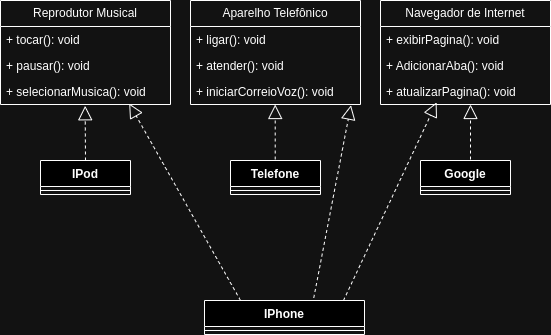 Reprodutor Musical
+ tocar(): void
+ pausar(): void
+ selecionarMusica(): void
Aparelho Telefônico
+ ligar(): void
+ atender(): void
+ iniciarCorreioVoz(): void
Navegador de Internet
+ exibirPagina(): void
+ AdicionarAba(): void
+ atualizarPagina(): void
IPod
Telefone
Google
IPhone